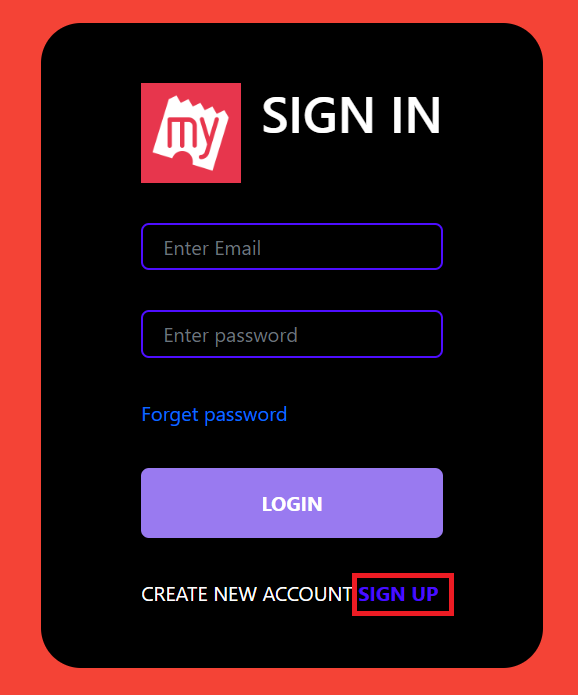 my
SIGN IN
Enter Email
Enter password
Forget password
LOGIN
CREATE NEW ACCOUNT SIGN UP